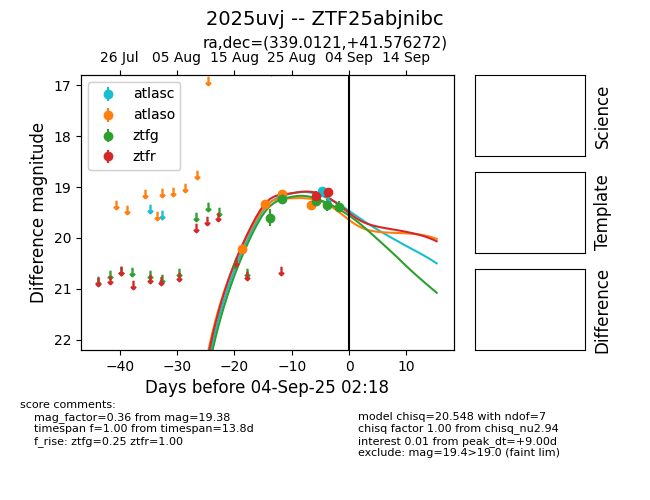 2025uvj -- ZTF25abjnibc
ra,dec=(339.0121,+41.576272)
26 Jul 05 Aug 15 Aug 25 Aug 04 Sep 14 Sep
atlasc
atlaso
ztfg
ztfr
17
18
19
20
21
22
Difference magnitude
−40 −30 −20 −10 0 10
Days before 04-Sep-25 02:18
Science
Template
Difference
score comments:
mag_factor=0.36 from mag=19.38
timespan f=1.00 from timespan=13.8d
f_rise: ztfg=0.25 ztfr=1.00
model chisq=20.548 with ndof=7
chisq factor 1.00 from chisq_nu2.94
interest 0.01 from peak_dt=+9.00d
exclude: mag=19.4>19.0 (faint lim)